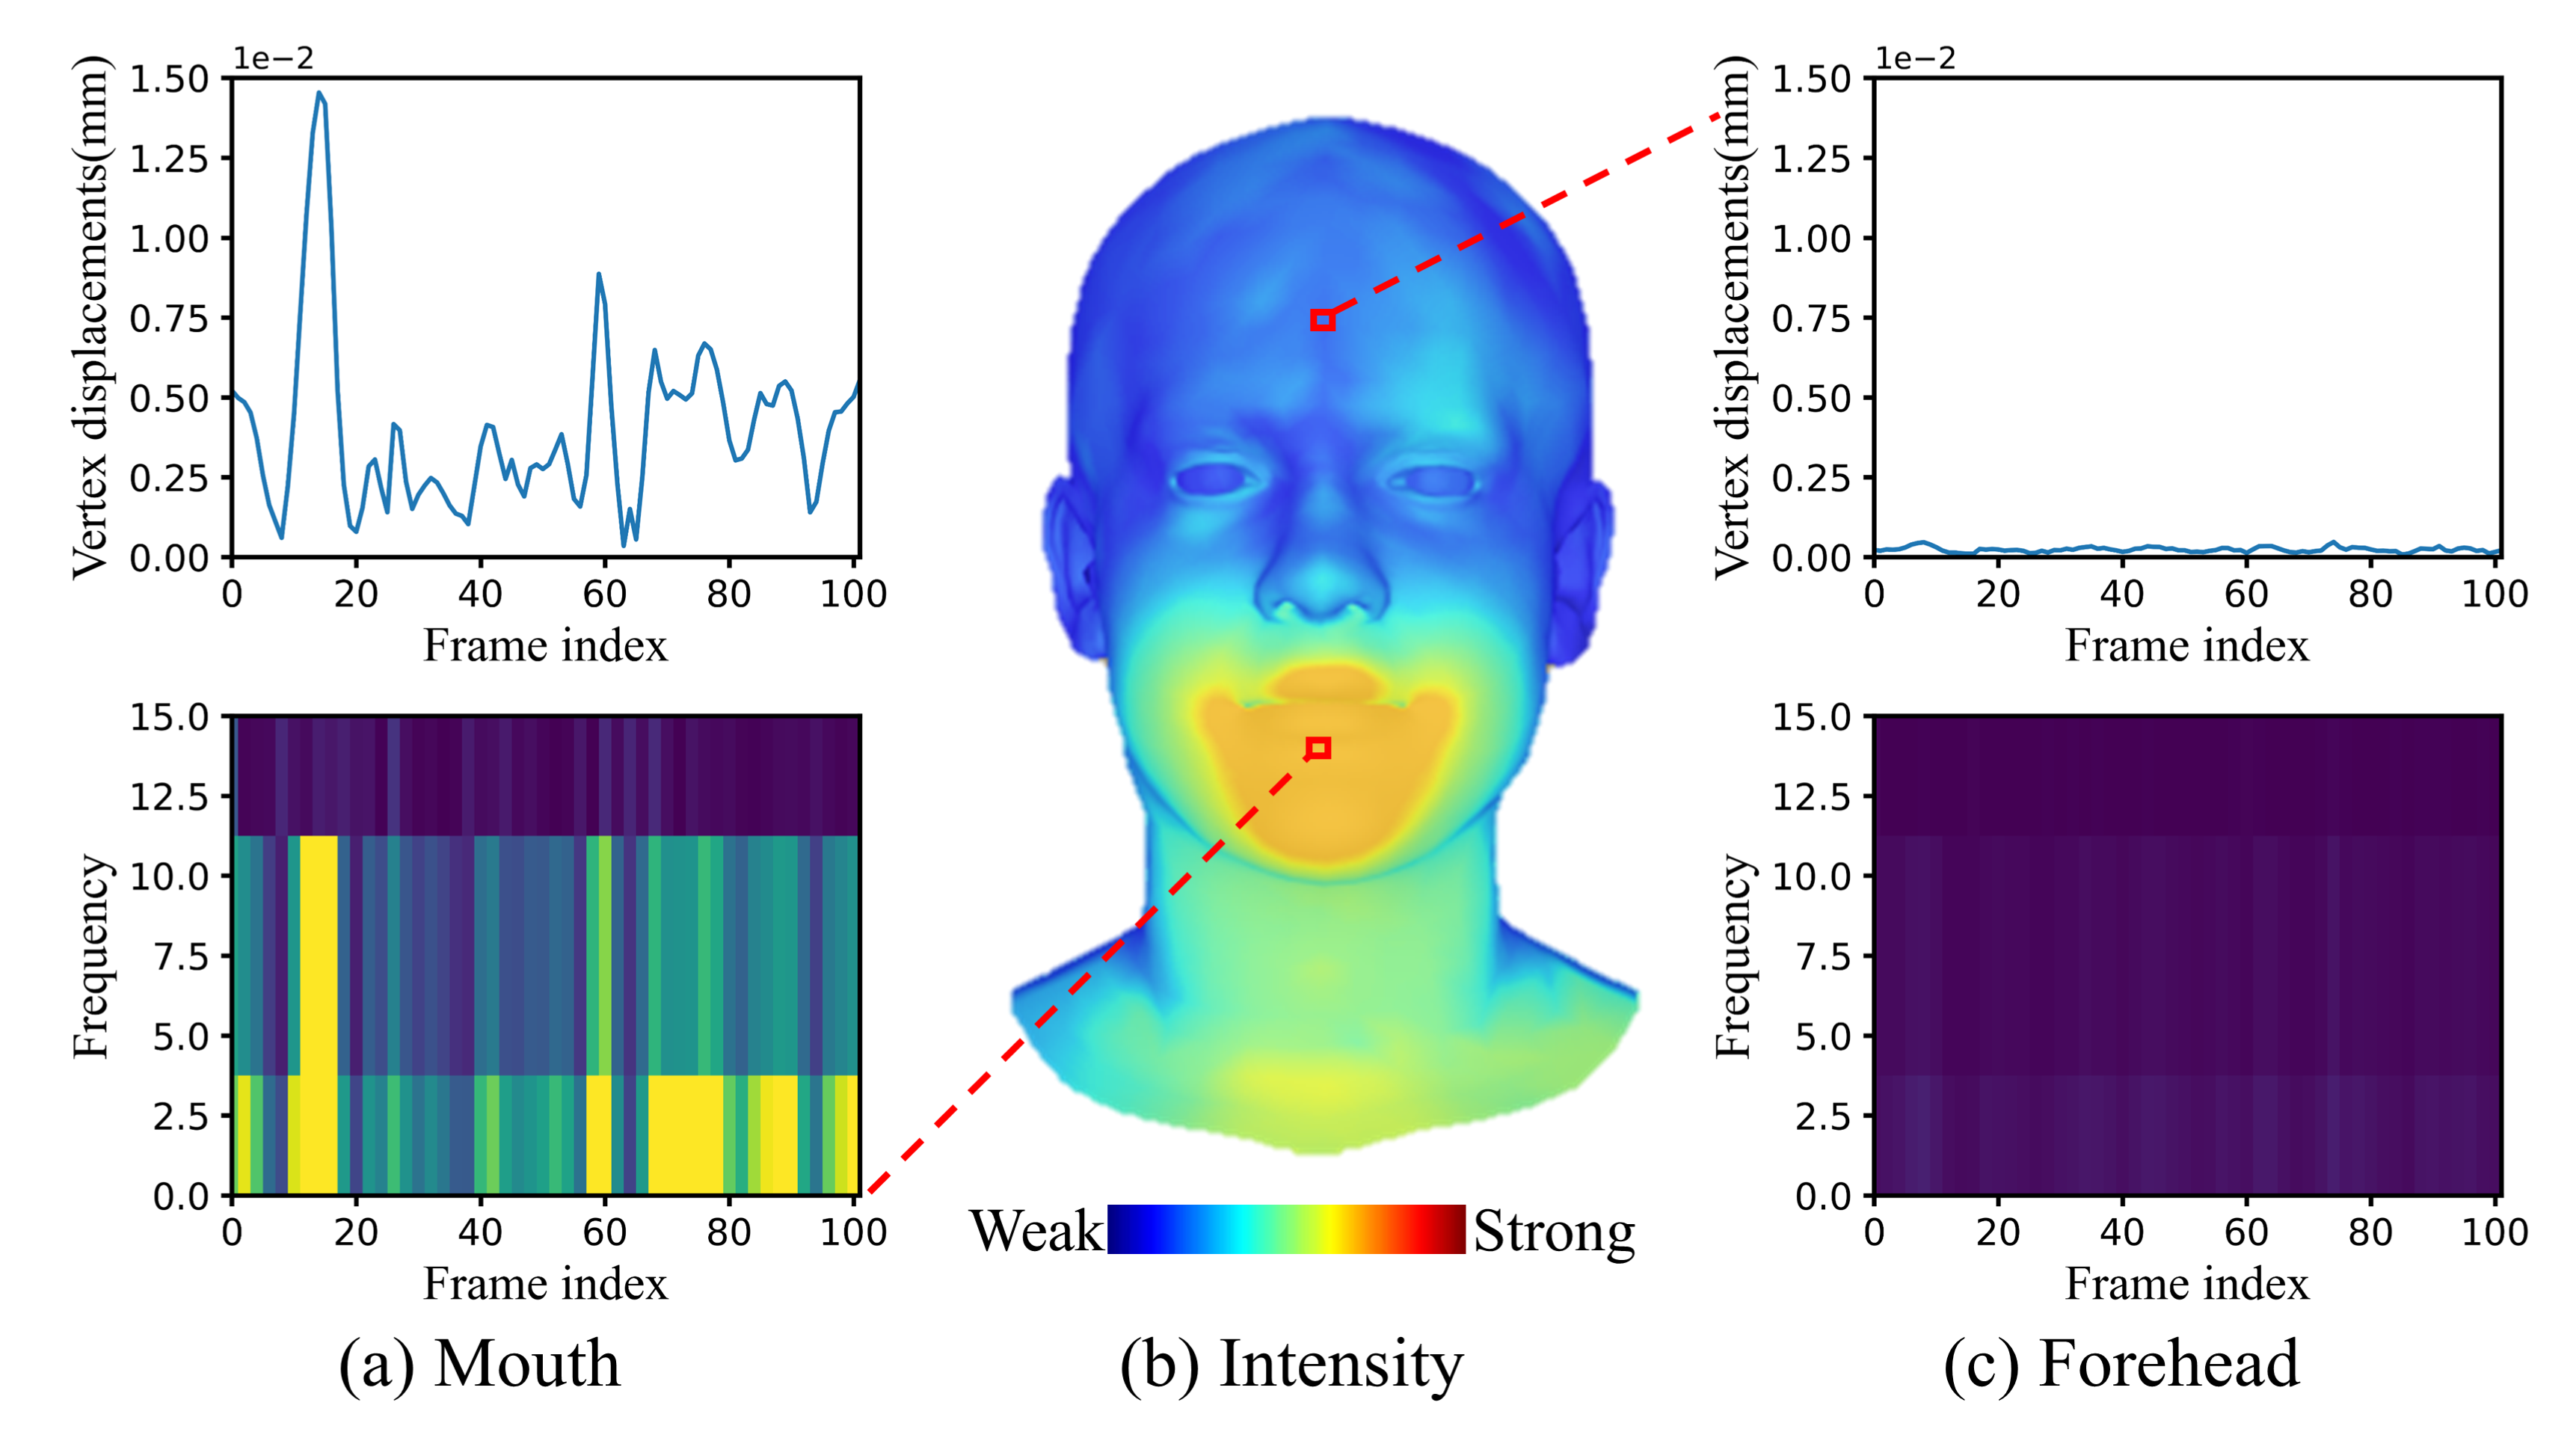 1e−2
Vertex displacements(mm)
1.50
1.25
1.00
0.75
0.50
0.25
0.00
0 20 40 60 80 100
Frame index
15.0
12.5
10.0
7.5
5.0
2.5
0.0
Frequency
0 20 40 60 80 100
Frame index
(a) Mouth
Weak Strong
(b) Intensity
1e−2
Vertex displacements(mm)
1.50
1.25
1.00
0.75
0.50
0.25
0.00
0 20 40 60 80 100
Frame index
15.0
12.5
10.0
7.5
5.0
2.5
0.0
Frequency
0 20 40 60 80 100
Frame index
(c) Forehead